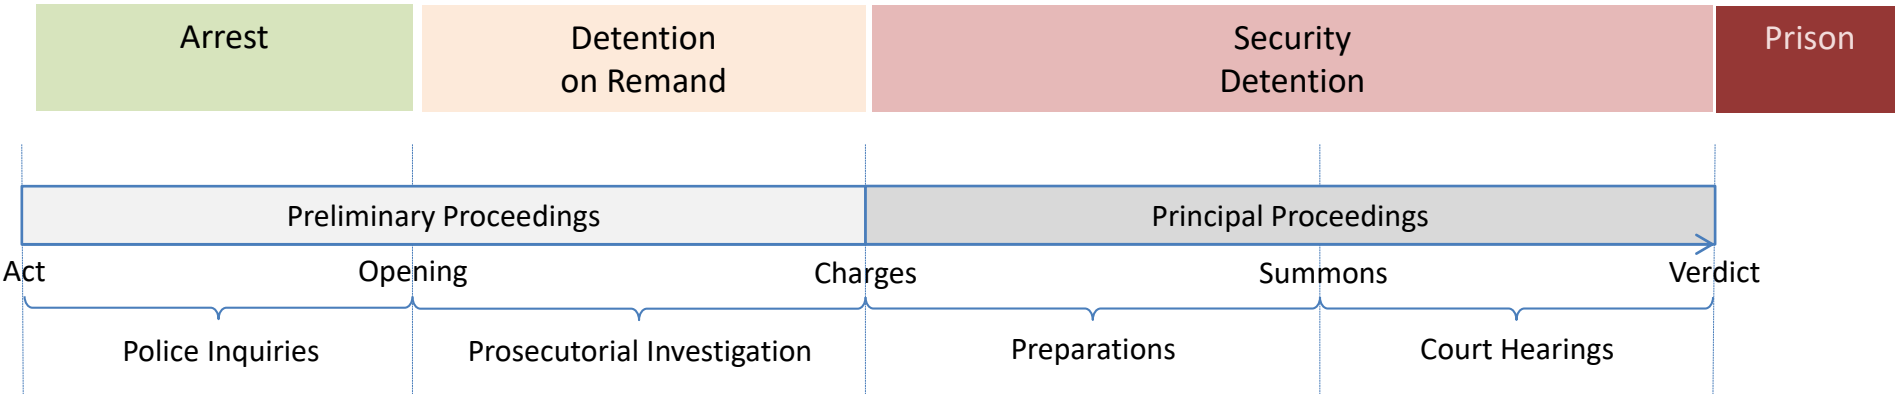 Arrest
Detention
on Remand
Security
Detention
Prison
Preliminary Proceedings
Principal Proceedings
Act
Opening
Charges
Summons
Verdict
Police Inquiries
Prosecutorial Investigation
Preparations
Court Hearings